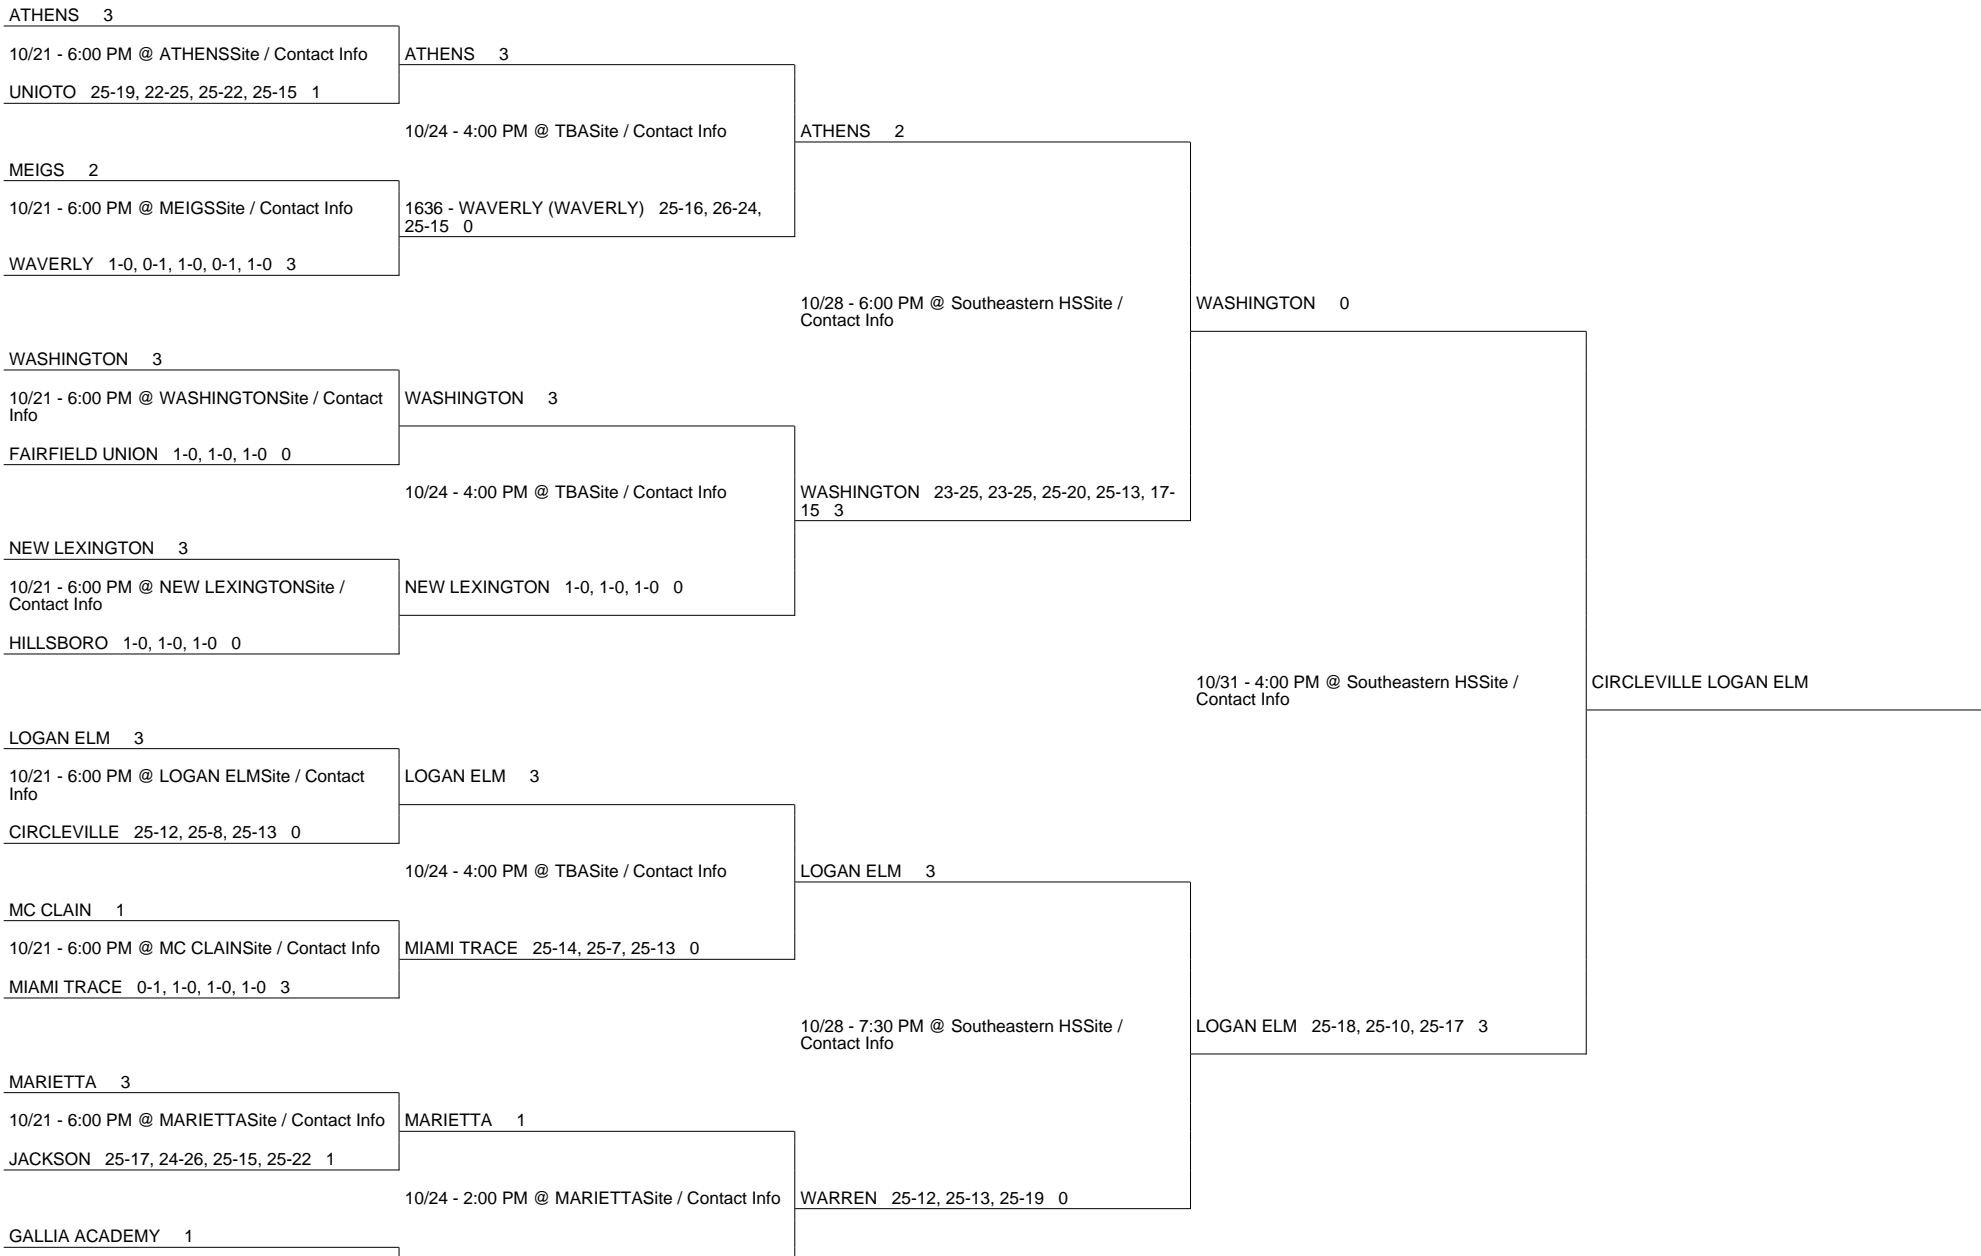 ATHENS 3
10/21 - 6:00 PM @ ATHENSSite / Contact Info
UNIOTO 25-19, 22-25, 25-22, 25-15 1
MEIGS 2
10/21 - 6:00 PM @ MEIGSSite / Contact Info
WAVERLY 1-0, 0-1, 1-0, 0-1, 1-0 3
WASHINGTON 3
10/21 - 6:00 PM @ WASHINGTONSite / Contact
Info
FAIRFIELD UNION 1-0, 1-0, 1-0 0
NEW LEXINGTON 3
10/21 - 6:00 PM @ NEW LEXINGTONSite /
Contact Info
HILLSBORO 1-0, 1-0, 1-0 0
LOGAN ELM 3
10/21 - 6:00 PM @ LOGAN ELMSite / Contact
Info
CIRCLEVILLE 25-12, 25-8, 25-13 0
MC CLAIN 1
10/21 - 6:00 PM @ MC CLAINSite / Contact Info
MIAMI TRACE 0-1, 1-0, 1-0, 1-0 3
MARIETTA 3
10/21 - 6:00 PM @ MARIETTASite / Contact Info
JACKSON 25-17, 24-26, 25-15, 25-22 1
GALLIA ACADEMY 1
ATHENS 3
10/24 - 4:00 PM @ TBASite / Contact Info
1636 - WAVERLY (WAVERLY) 25-16, 26-24,
25-15 0
WASHINGTON 3
10/24 - 4:00 PM @ TBASite / Contact Info
NEW LEXINGTON 1-0, 1-0, 1-0 0
LOGAN ELM 3
10/24 - 4:00 PM @ TBASite / Contact Info
MIAMI TRACE 25-14, 25-7, 25-13 0
MARIETTA 1
10/24 - 2:00 PM @ MARIETTASite / Contact Info
ATHENS 2
10/28 - 6:00 PM @ Southeastern HSSite /
Contact Info
WASHINGTON 23-25, 23-25, 25-20, 25-13, 17-
15 3
LOGAN ELM 3
10/28 - 7:30 PM @ Southeastern HSSite /
Contact Info
WARREN 25-12, 25-13, 25-19 0
WASHINGTON 0
10/31 - 4:00 PM @ Southeastern HSSite /
Contact Info
LOGAN ELM 25-18, 25-10, 25-17 3
CIRCLEVILLE LOGAN ELM